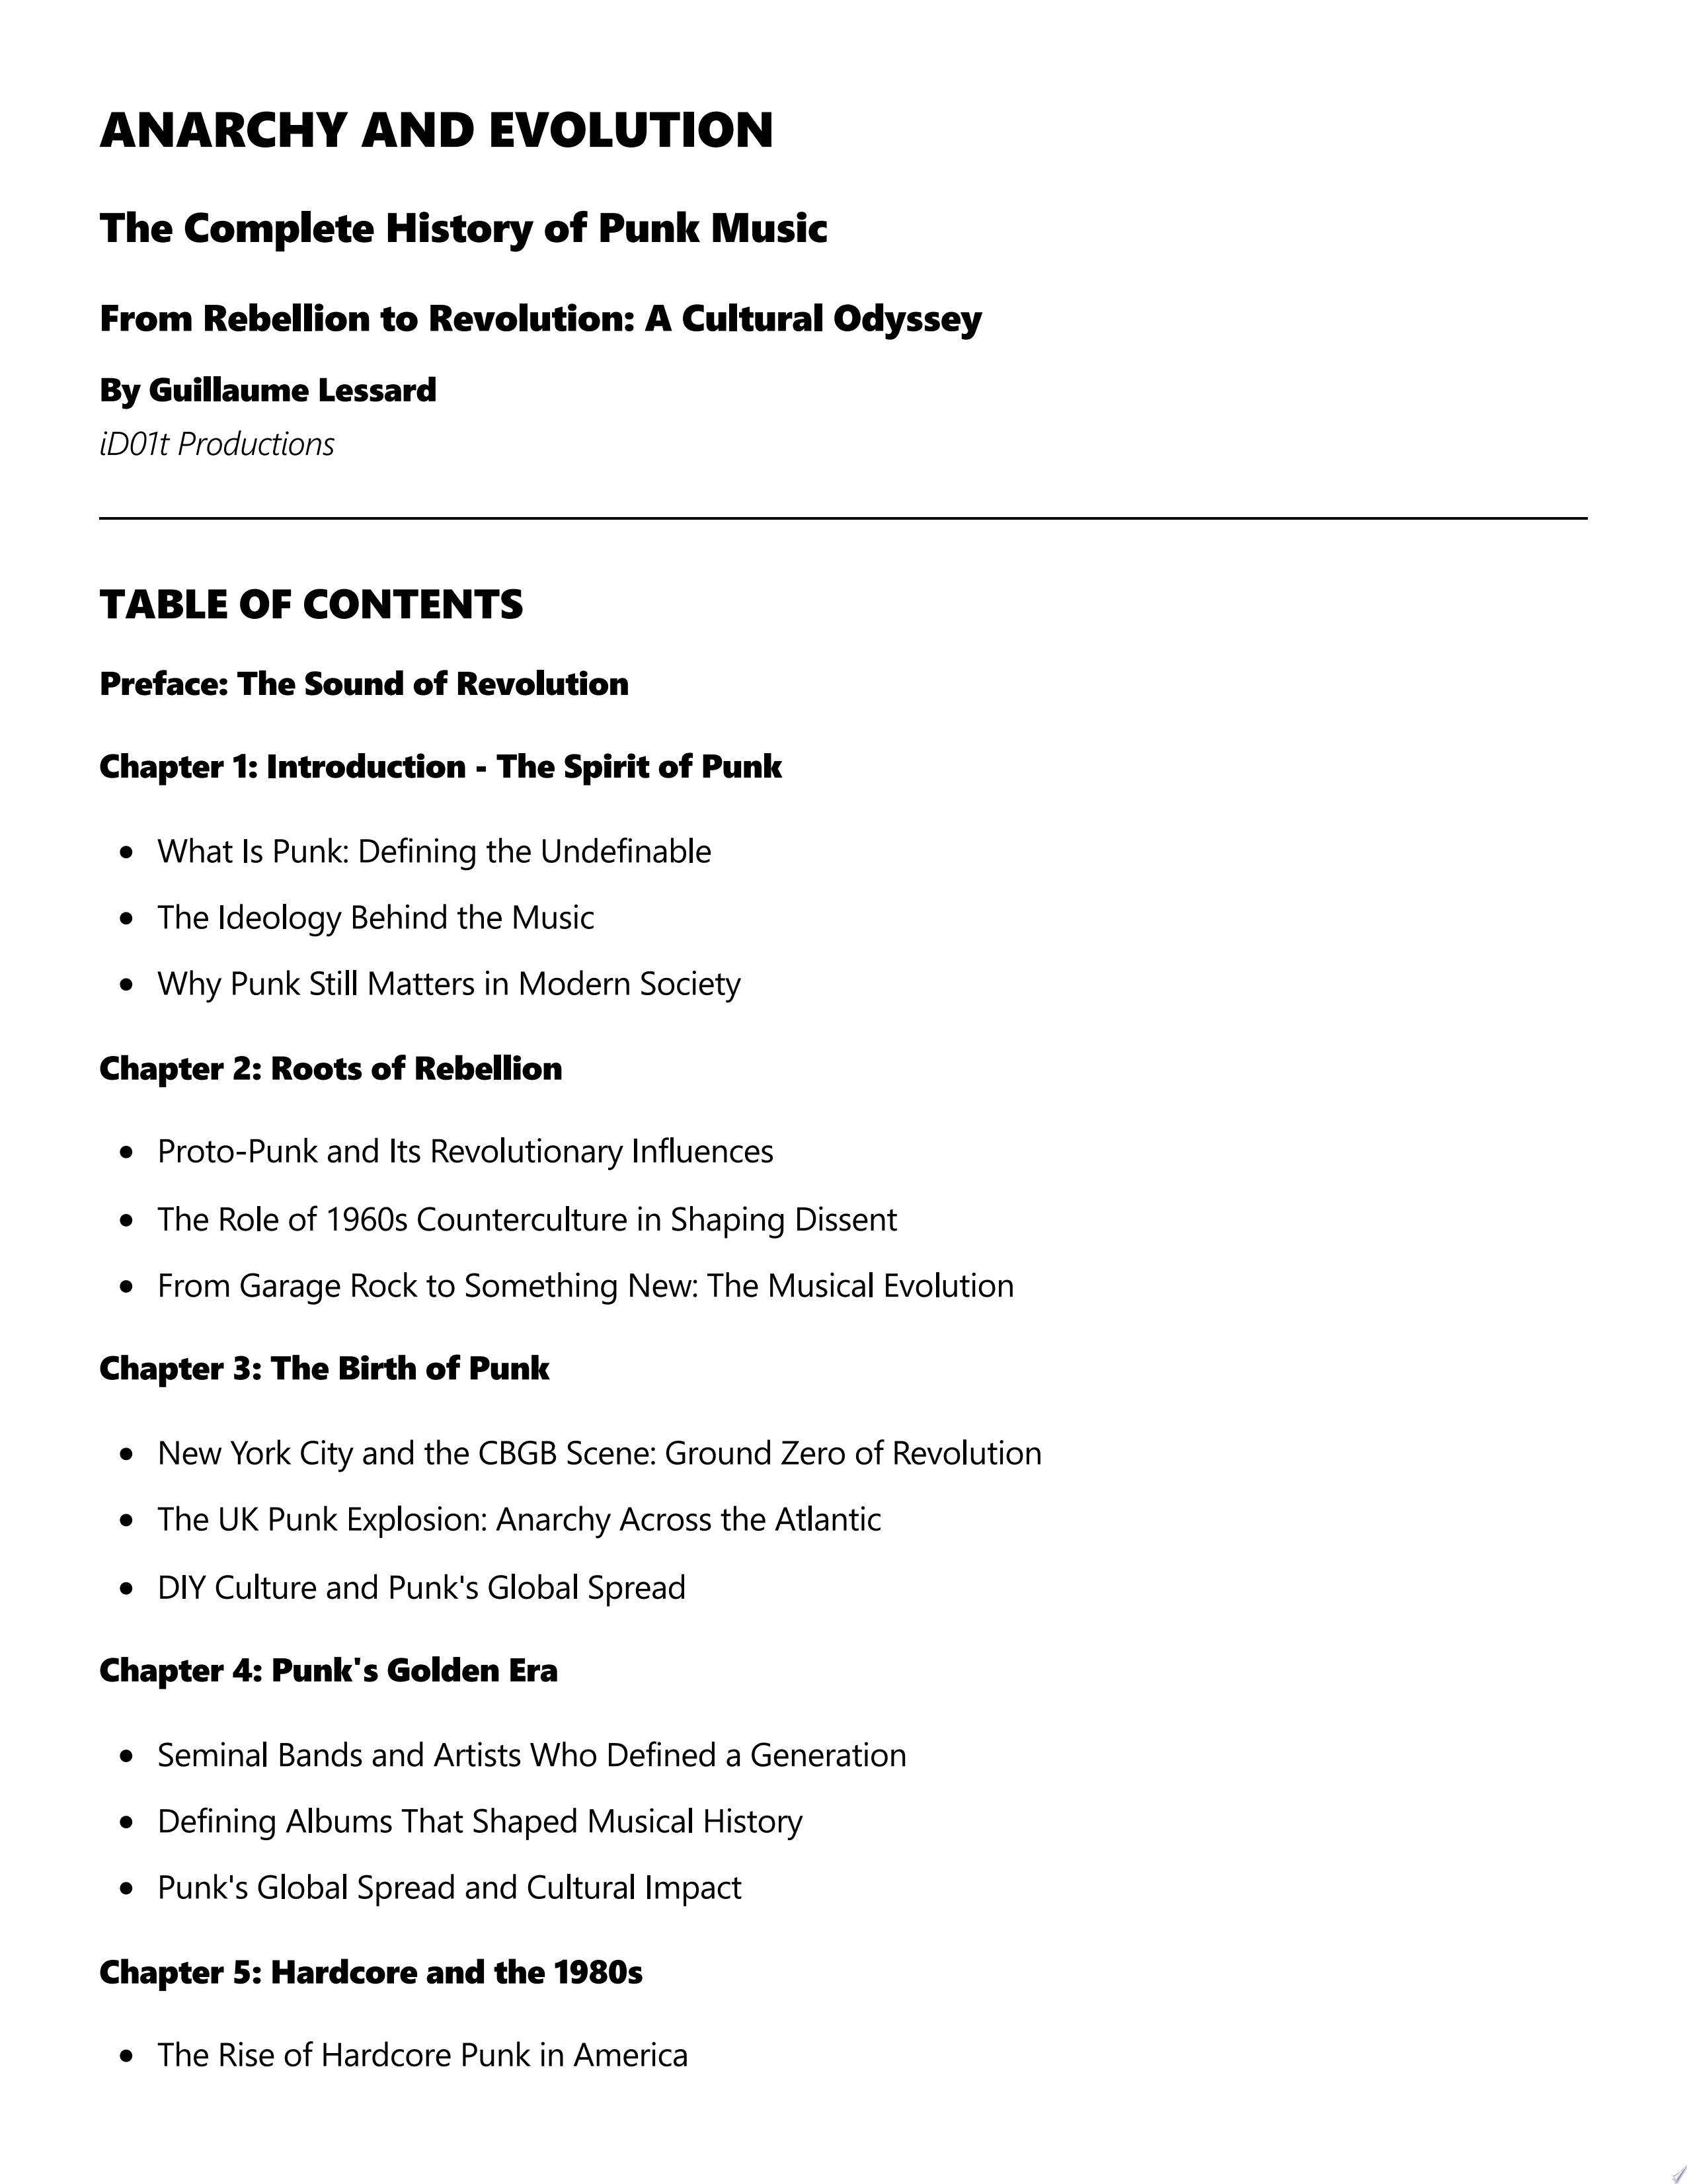 ANARCHY AND EVOLUTION
The Complete History of Punk Music
From Rebellion to Revolution: A Cultural Odyssey
By Guillaume Lessard
iD01t Productions
TABLE OF CONTENTS
Preface: The Sound of Revolution
Chapter 1: Introduction - The Spirit of Punk
• What Is Punk: Defining the Undefinable
• The Ideology Behind the Music
• Why Punk Still Matters in Modern Society
Chapter 2: Roots of Rebellion
• Proto-Punk and Its Revolutionary Influences
• The Role of 1960s Counterculture in Shaping Dissent
• From Garage Rock to Something New: The Musical Evolution
Chapter 3: The Birth of Punk
• New York City and the CBGB Scene: Ground Zero of Revolution
• The UK Punk Explosion: Anarchy Across the Atlantic
• DIY Culture and Punk's Global Spread
Chapter 4: Punk's Golden Era
• Seminal Bands and Artists Who Defined a Generation
• Defining Albums That Shaped Musical History
• Punk's Global Spread and Cultural Impact
Chapter 5: Hardcore and the 1980s
• The Rise of Hardcore Punk in America